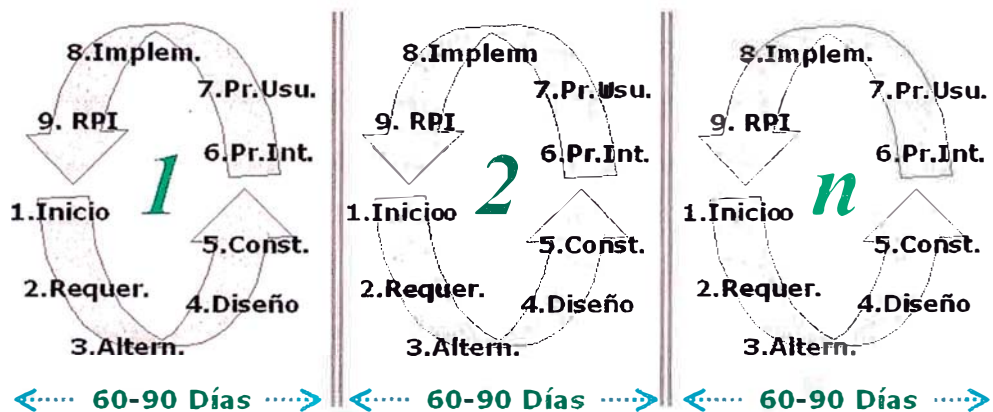 8.Implem.
7.Pr.Usu.
9. RPI
6.Pr.Int.
1
1.Inicio
5.Const.
2.Requer.
4.Diseño
3.Altern.
60-90 Días
8.Implem
7.Pr.Usu.
9. RPI
6.Pr.Int.
2
1.Inicioo
5.Const.
2.Requer.
4.Diseño
3.Altern.
60-90 Días
8.Implem.
7.Pr.Usu.
9. RPI
6.Pr.Int.
n
1.Inicioo
5.Const.
2.Requer.
4.Diseño
3.Altern.
60-90 Días